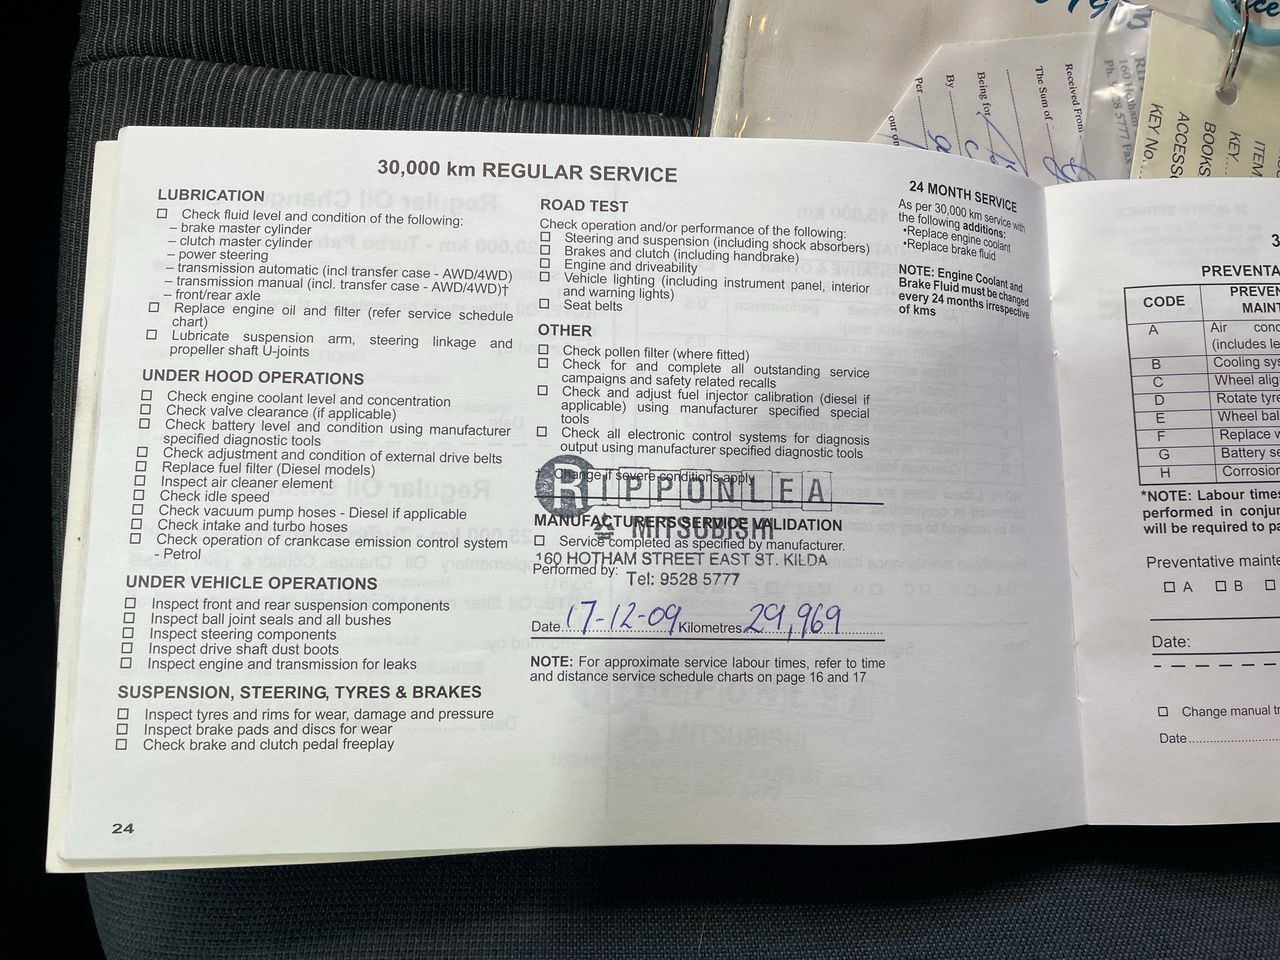 30,000 km REGULAR SERVICE
LUBRICATION
Check fluid level and condition of the following:
– brake master cylinder
– clutch master cylinder
– power steering
– transmission automatic (incl transfer case - AWD/4WD)
– transmission manual (incl. transfer case - AWD/4WD)†
– front/rear axle
Replace engine oil and filter (refer service schedule
chart)
Lubricate suspension arm, steering linkage and
propeller shaft U-joints
UNDER HOOD OPERATIONS
Check engine coolant level and concentration
Check valve clearance (if applicable)
Check battery level and condition using manufacturer
specified diagnostic tools
Check adjustment and condition of external drive belts
Replace fuel filter (Diesel models)
Inspect air cleaner element
Check idle speed
Check vacuum pump hoses - Diesel if applicable
Check intake and turbo hoses
Check operation of crankcase emission control system
- Petrol
UNDER VEHICLE OPERATIONS
Inspect front and rear suspension components
Inspect ball joint seals and all bushes
Inspect steering components
Inspect drive shaft dust boots
Inspect engine and transmission for leaks
SUSPENSION, STEERING, TYRES & BRAKES
Inspect tyres and rims for wear, damage and pressure
Inspect brake pads and discs for wear
Check brake and clutch pedal freeplay
24
ROAD TEST
Check operation and/or performance of the following:
Steering and suspension (including shock absorbers)
Brakes and clutch (including handbrake)
Engine and driveability
Vehicle lighting (including instrument panel, interior
and warning lights)
Seat belts
OTHER
Check pollen filter (where fitted)
Check for and complete all outstanding service
campaigns and safety related recalls
Check and adjust fuel injector calibration (diesel if
applicable) using manufacturer specified special
tools
Check all electronic control systems for diagnosis
output using manufacturer specified diagnostic tools
† Change if severe conditions apply
RIPPONLEA
MANUFACTURERS SERVICE VALIDATION
MITSUBISHI
Service completed as specified by manufacturer.
160 HOTHAM STREET EAST ST. KILDA
Performed by:
Tel: 9528 5777
Date 17-12-09 Kilometres 29,969
NOTE: For approximate service labour times, refer to time
and distance service schedule charts on page 16 and 17
24 MONTH SERVICE
As per 30,000 km service with
the following additions:
•Replace engine coolant
•Replace brake fluid
NOTE: Engine Coolant and
Brake Fluid must be changed
every 24 months irrespective
of kms
Received From
The Sum of
Being for
By
Per
160 Hotham
Ph. 9528 5777 Fax
ITEM
KEY
BOOKS
ACCESS
KEY No.
3
PREVENTA
CODE
PREVEN
MAINT
A Air cond
(includes le
B Cooling sys
C Wheel alig
D Rotate tyre
E Wheel bal
F Replace w
G Battery se
H Corrosion
*NOTE: Labour times
performed in conjun
will be required to pa
Preventative mainte
A B
Date:
Change manual tr
Date